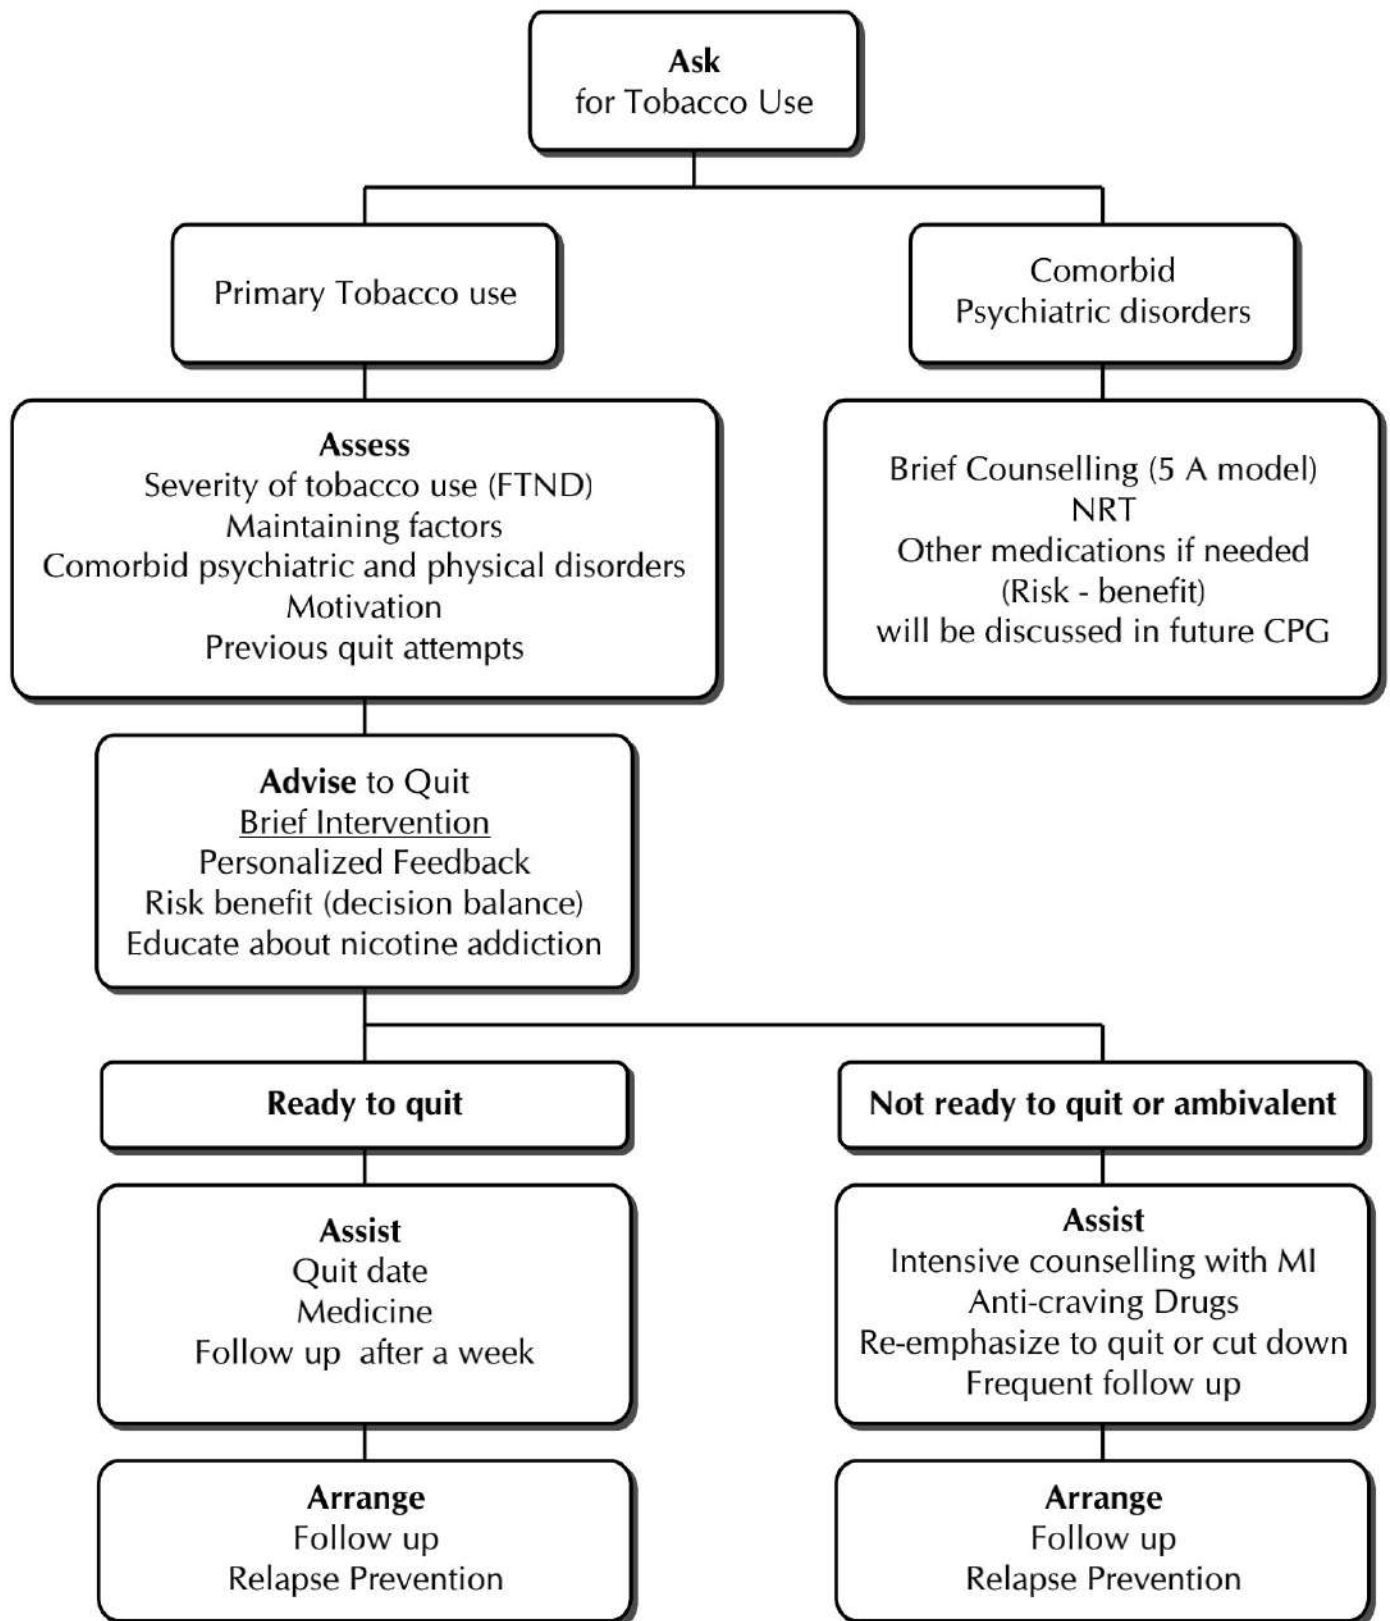 Ask
for Tobacco Use
Primary Tobacco use
Comorbid
Psychiatric disorders
Assess
Severity of tobacco use (FTND)
Maintaining factors
Comorbid psychiatric and physical disorders
Motivation
Previous quit attempts
Brief Counselling (5 A model)
NRT
Other medications if needed
(Risk - benefit)
will be discussed in future CPG
Advise to Quit
Brief Intervention
Personalized Feedback
Risk benefit (decision balance)
Educate about nicotine addiction
Ready to quit
Not ready to quit or ambivalent
Assist
Quit date
Medicine
Follow up after a week
Assist
Intensive counselling with MI
Anti-craving Drugs
Re-emphasize to quit or cut down
Frequent follow up
Arrange
Follow up
Relapse Prevention
Arrange
Follow up
Relapse Prevention